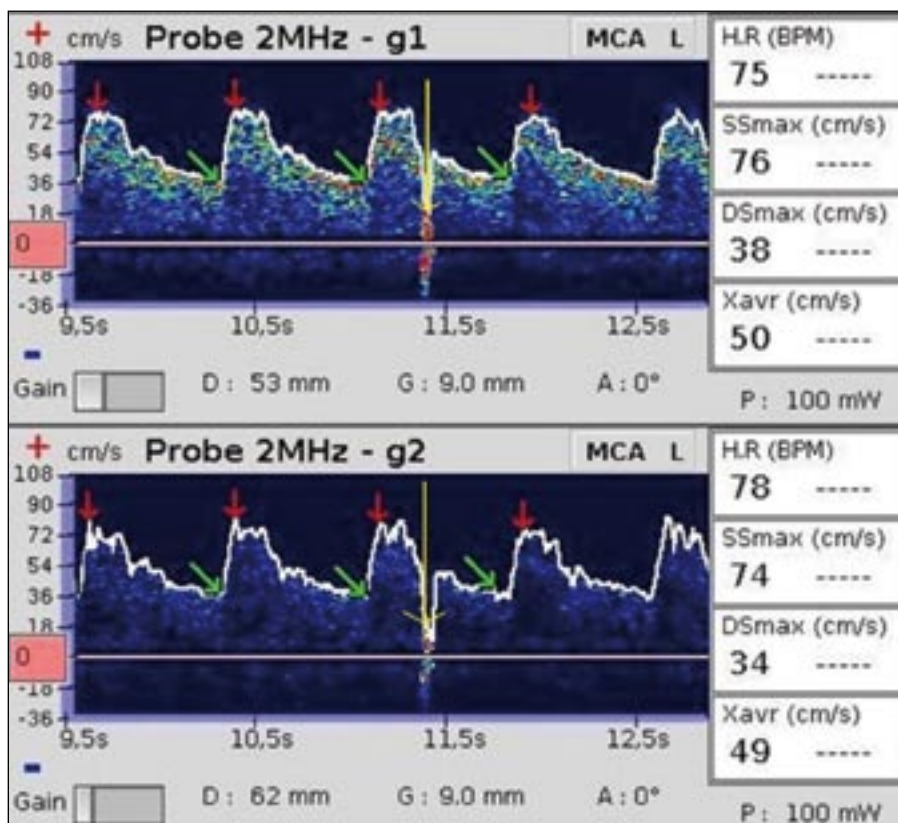 + cm/s Probe 2MHz - g1 MCA L
108
90
72
54
36
18
0
-18
-36
9,5s 10,5s 11,5s 12,5s
-
Gain D : 53 mm G : 9.0 mm A : 0°
H.R (BPM)
75 -----
SSmax (cm/s)
76 -----
DSmax (cm/s)
38 -----
Xavr (cm/s)
50 -----
P : 100 mW
+ cm/s Probe 2MHz - g2 MCA L
108
90
72
54
36
18
0
-18
-36
9,5s 10,5s 11,5s 12,5s
-
Gain D : 62 mm G : 9.0 mm A : 0°
H.R (BPM)
78 -----
SSmax (cm/s)
74 -----
DSmax (cm/s)
34 -----
Xavr (cm/s)
49 -----
P : 100 mW